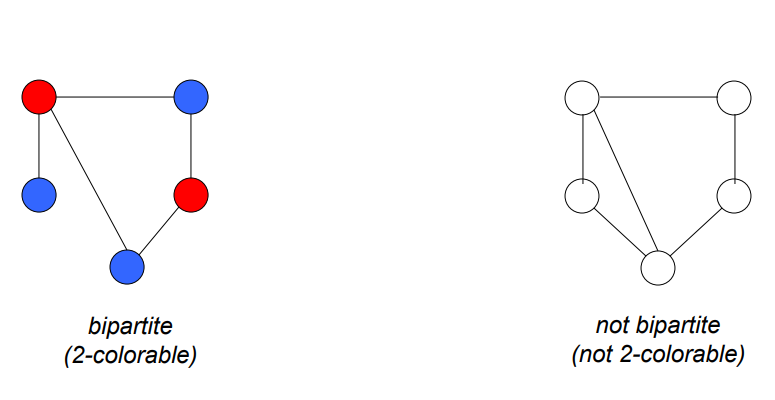 bipartite
(2-colorable)
not bipartite
(not 2-colorable)